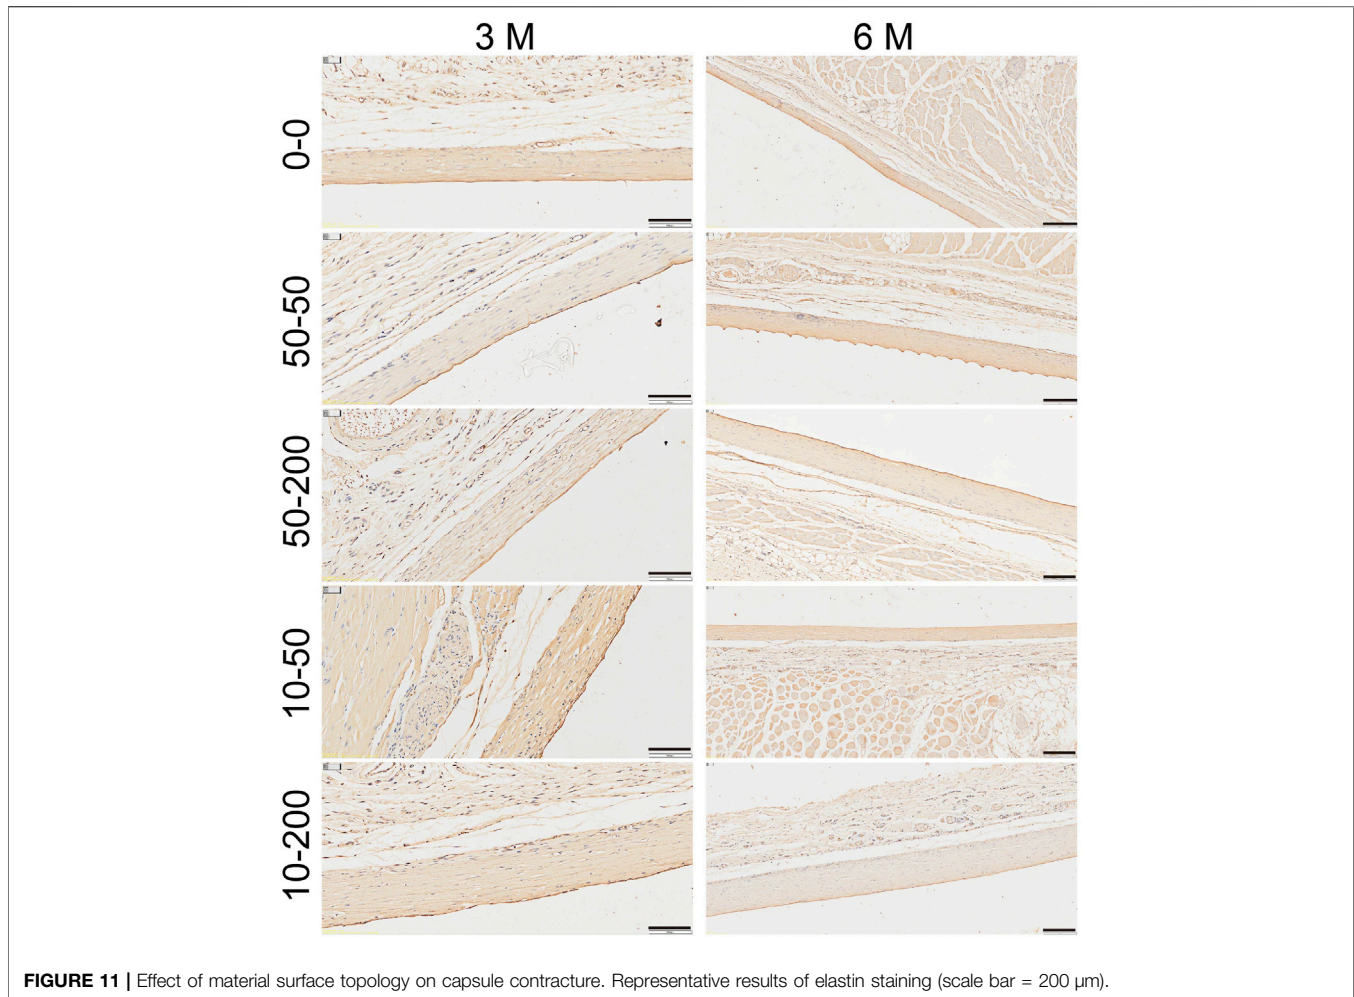 3 M
6 M
0-0
50-50
50-200
10-50
10-200
FIGURE 11 | Effect of material surface topology on capsule contracture. Representative results of elastin staining (scale bar = 200 μm).